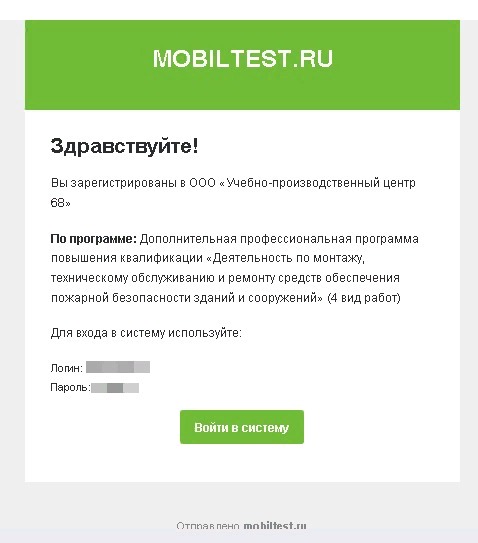 MOBILTEST.RU
Здравствуйте!
Вы зарегистрированы в ООО «Учебно-производственный центр
68»
По программе: Дополнительная профессиональная программа
повышения квалификации «Деятельность по монтажу,
техническому обслуживанию и ремонту средств обеспечения
пожарной безопасности зданий и сооружений» (4 вид работ)
Для входа в систему используйте:
Логин:
Пароль:
Войти в систему
Отправлено mobiltest.ru